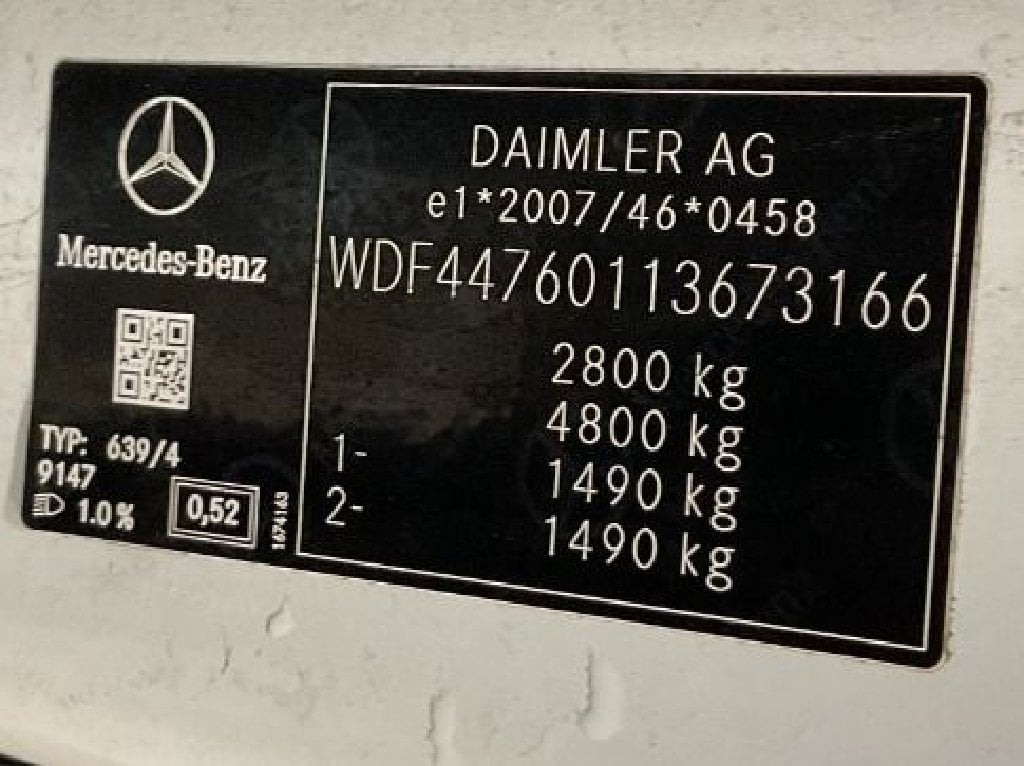 Mercedes-Benz
TYP: 639/4
9147
1.0%
0,52
1674163
DAIMLER AG
e1*2007/46*0458
WDF44760113673166
2800 kg
4800 kg
1- 1490 kg
2- 1490 kg